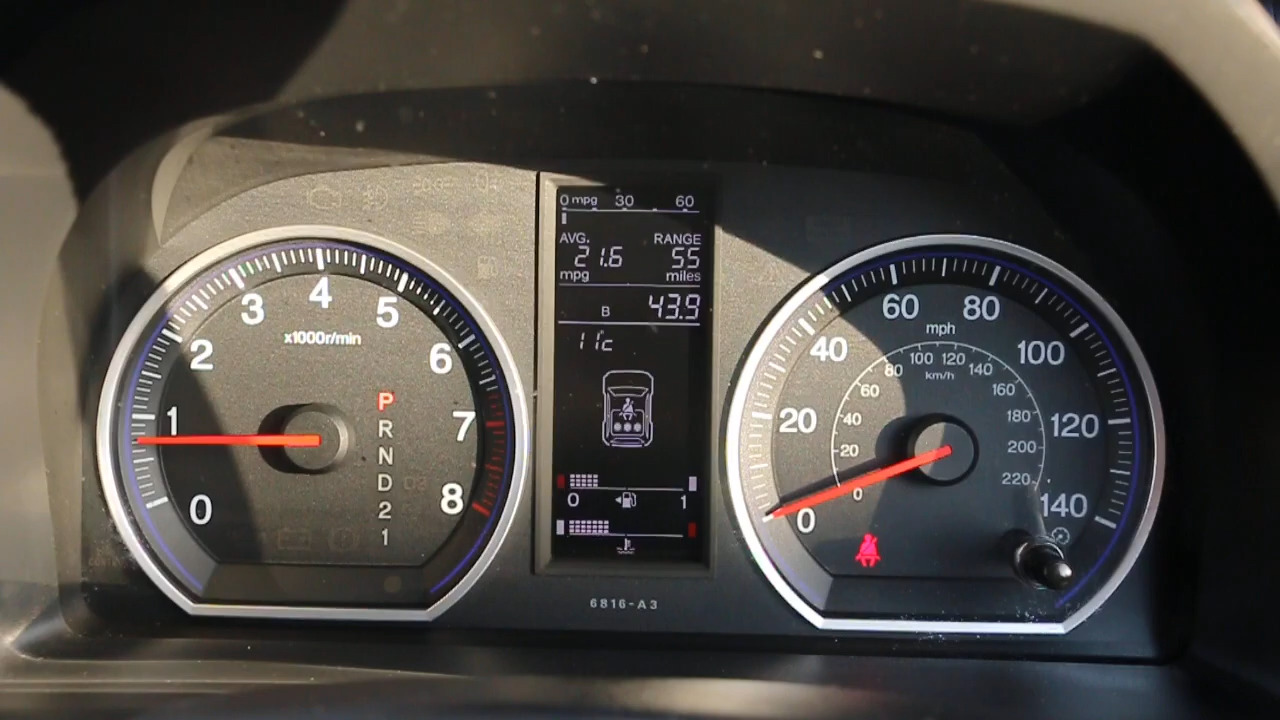 0 1 2 3 4 5 6 7 8
x1000r/min
P
R
N
D
2
1
0 mpg 30 60
AVG. RANGE
21.6 55
mpg miles
B 43.9
11°c
0 1
6816-A3
0 20 40 60 80 100 120 140
mph
0 20 40 60 80 100 120 140 160 180 200 220
km/h